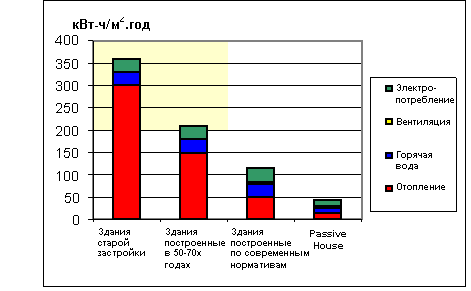 кВт-ч/м².год
400
350
300
250
200
150
100
50
0
Здания
старой
застройки
Здания
построенные
в 50-70х
годах
Здания
построенные
по современным
нормативам
Passive
House
Электро-
потребление
Вентиляция
Горячая
вода
Отопление